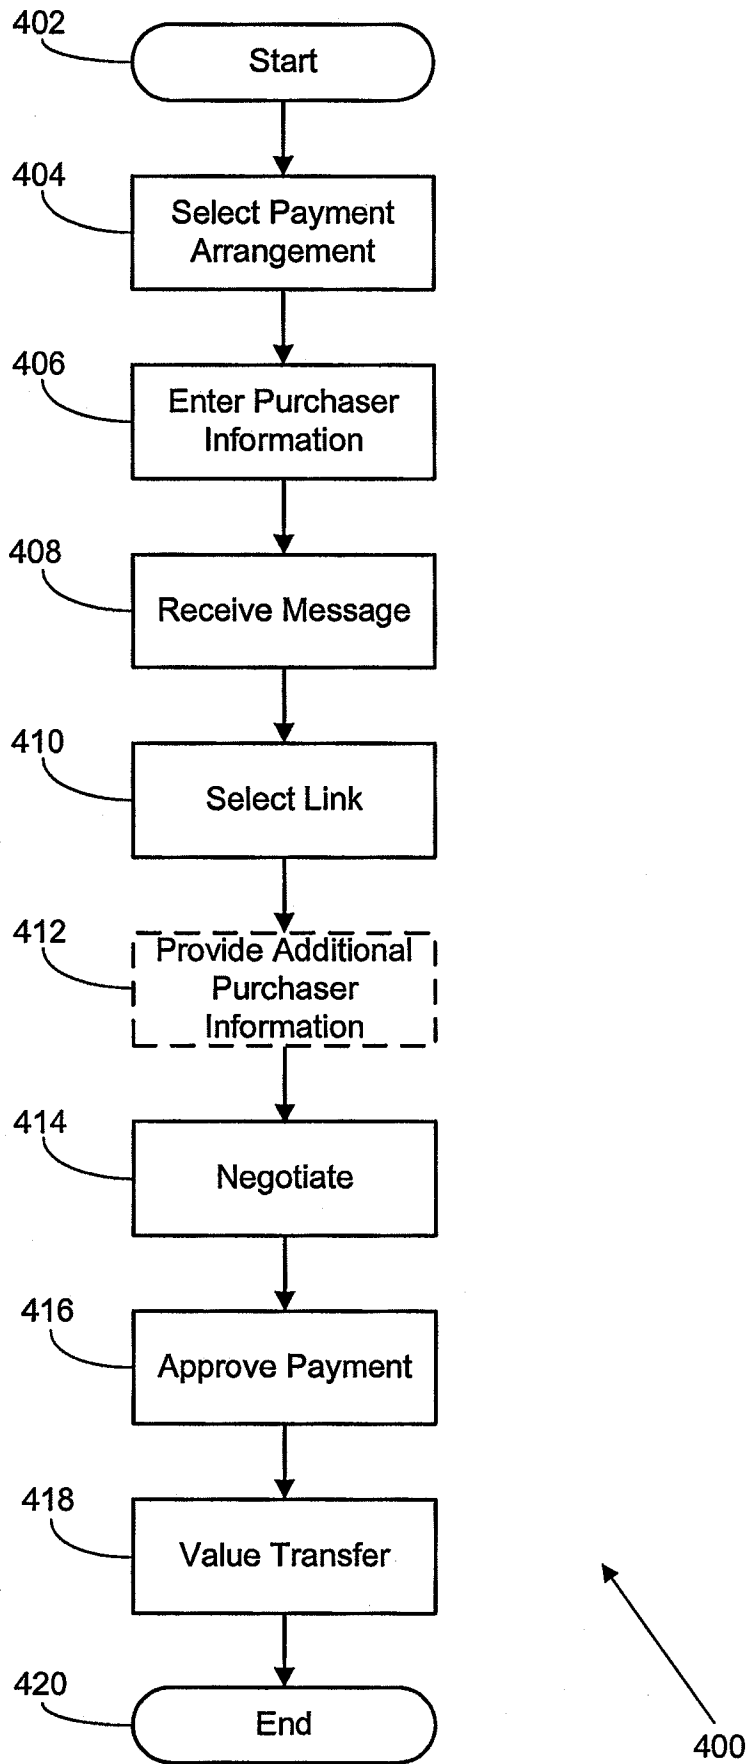 402
Start
404
Select Payment
Arrangement
406
Enter Purchaser
Information
408
Receive Message
410
Select Link
412
Provide Additional
Purchaser
Information
414
Negotiate
416
Approve Payment
418
Value Transfer
420
End
400